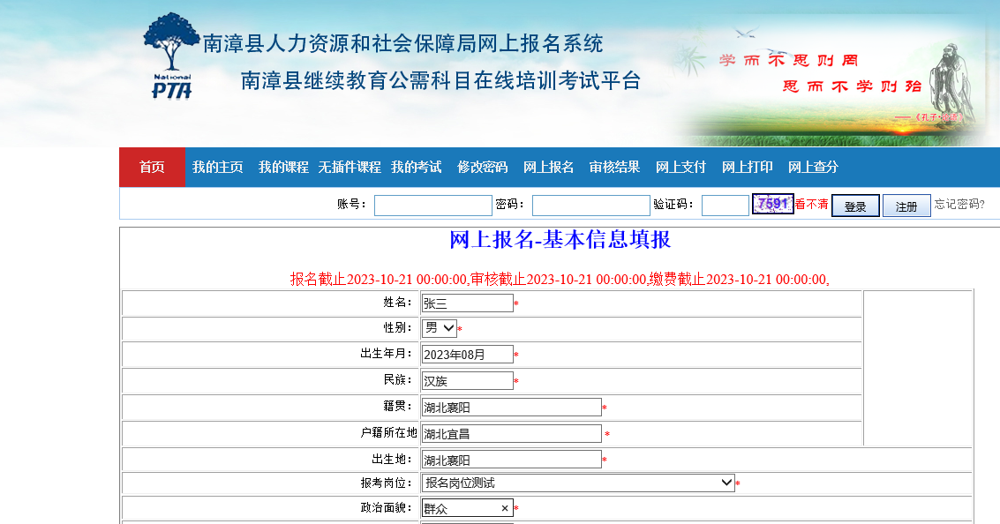 南漳县人力资源和社会保障局网上报名系统
National
PTA
南漳县继续教育公需科目在线培训考试平台
学而不思则罔
思而不学则殆
——《孔子·论语》
首页 我的主页 我的课程 无插件课程 我的考试 修改密码 网上报名 审核结果 网上支付 网上打印 网上查分
账号： 密码： 验证码： 7591 看不清 登录 注册 忘记密码?
网上报名-基本信息填报
报名截止2023-10-21 00:00:00,审核截止2023-10-21 00:00:00,缴费截止2023-10-21 00:00:00,
姓名： 张三 *
性别： 男 *
出生年月： 2023年08月 *
民族： 汉族 *
籍贯： 湖北襄阳 *
户籍所在地 湖北宜昌 *
出生地： 湖北襄阳 *
报考岗位： 报名岗位测试 *
政治面貌： 群众 × *